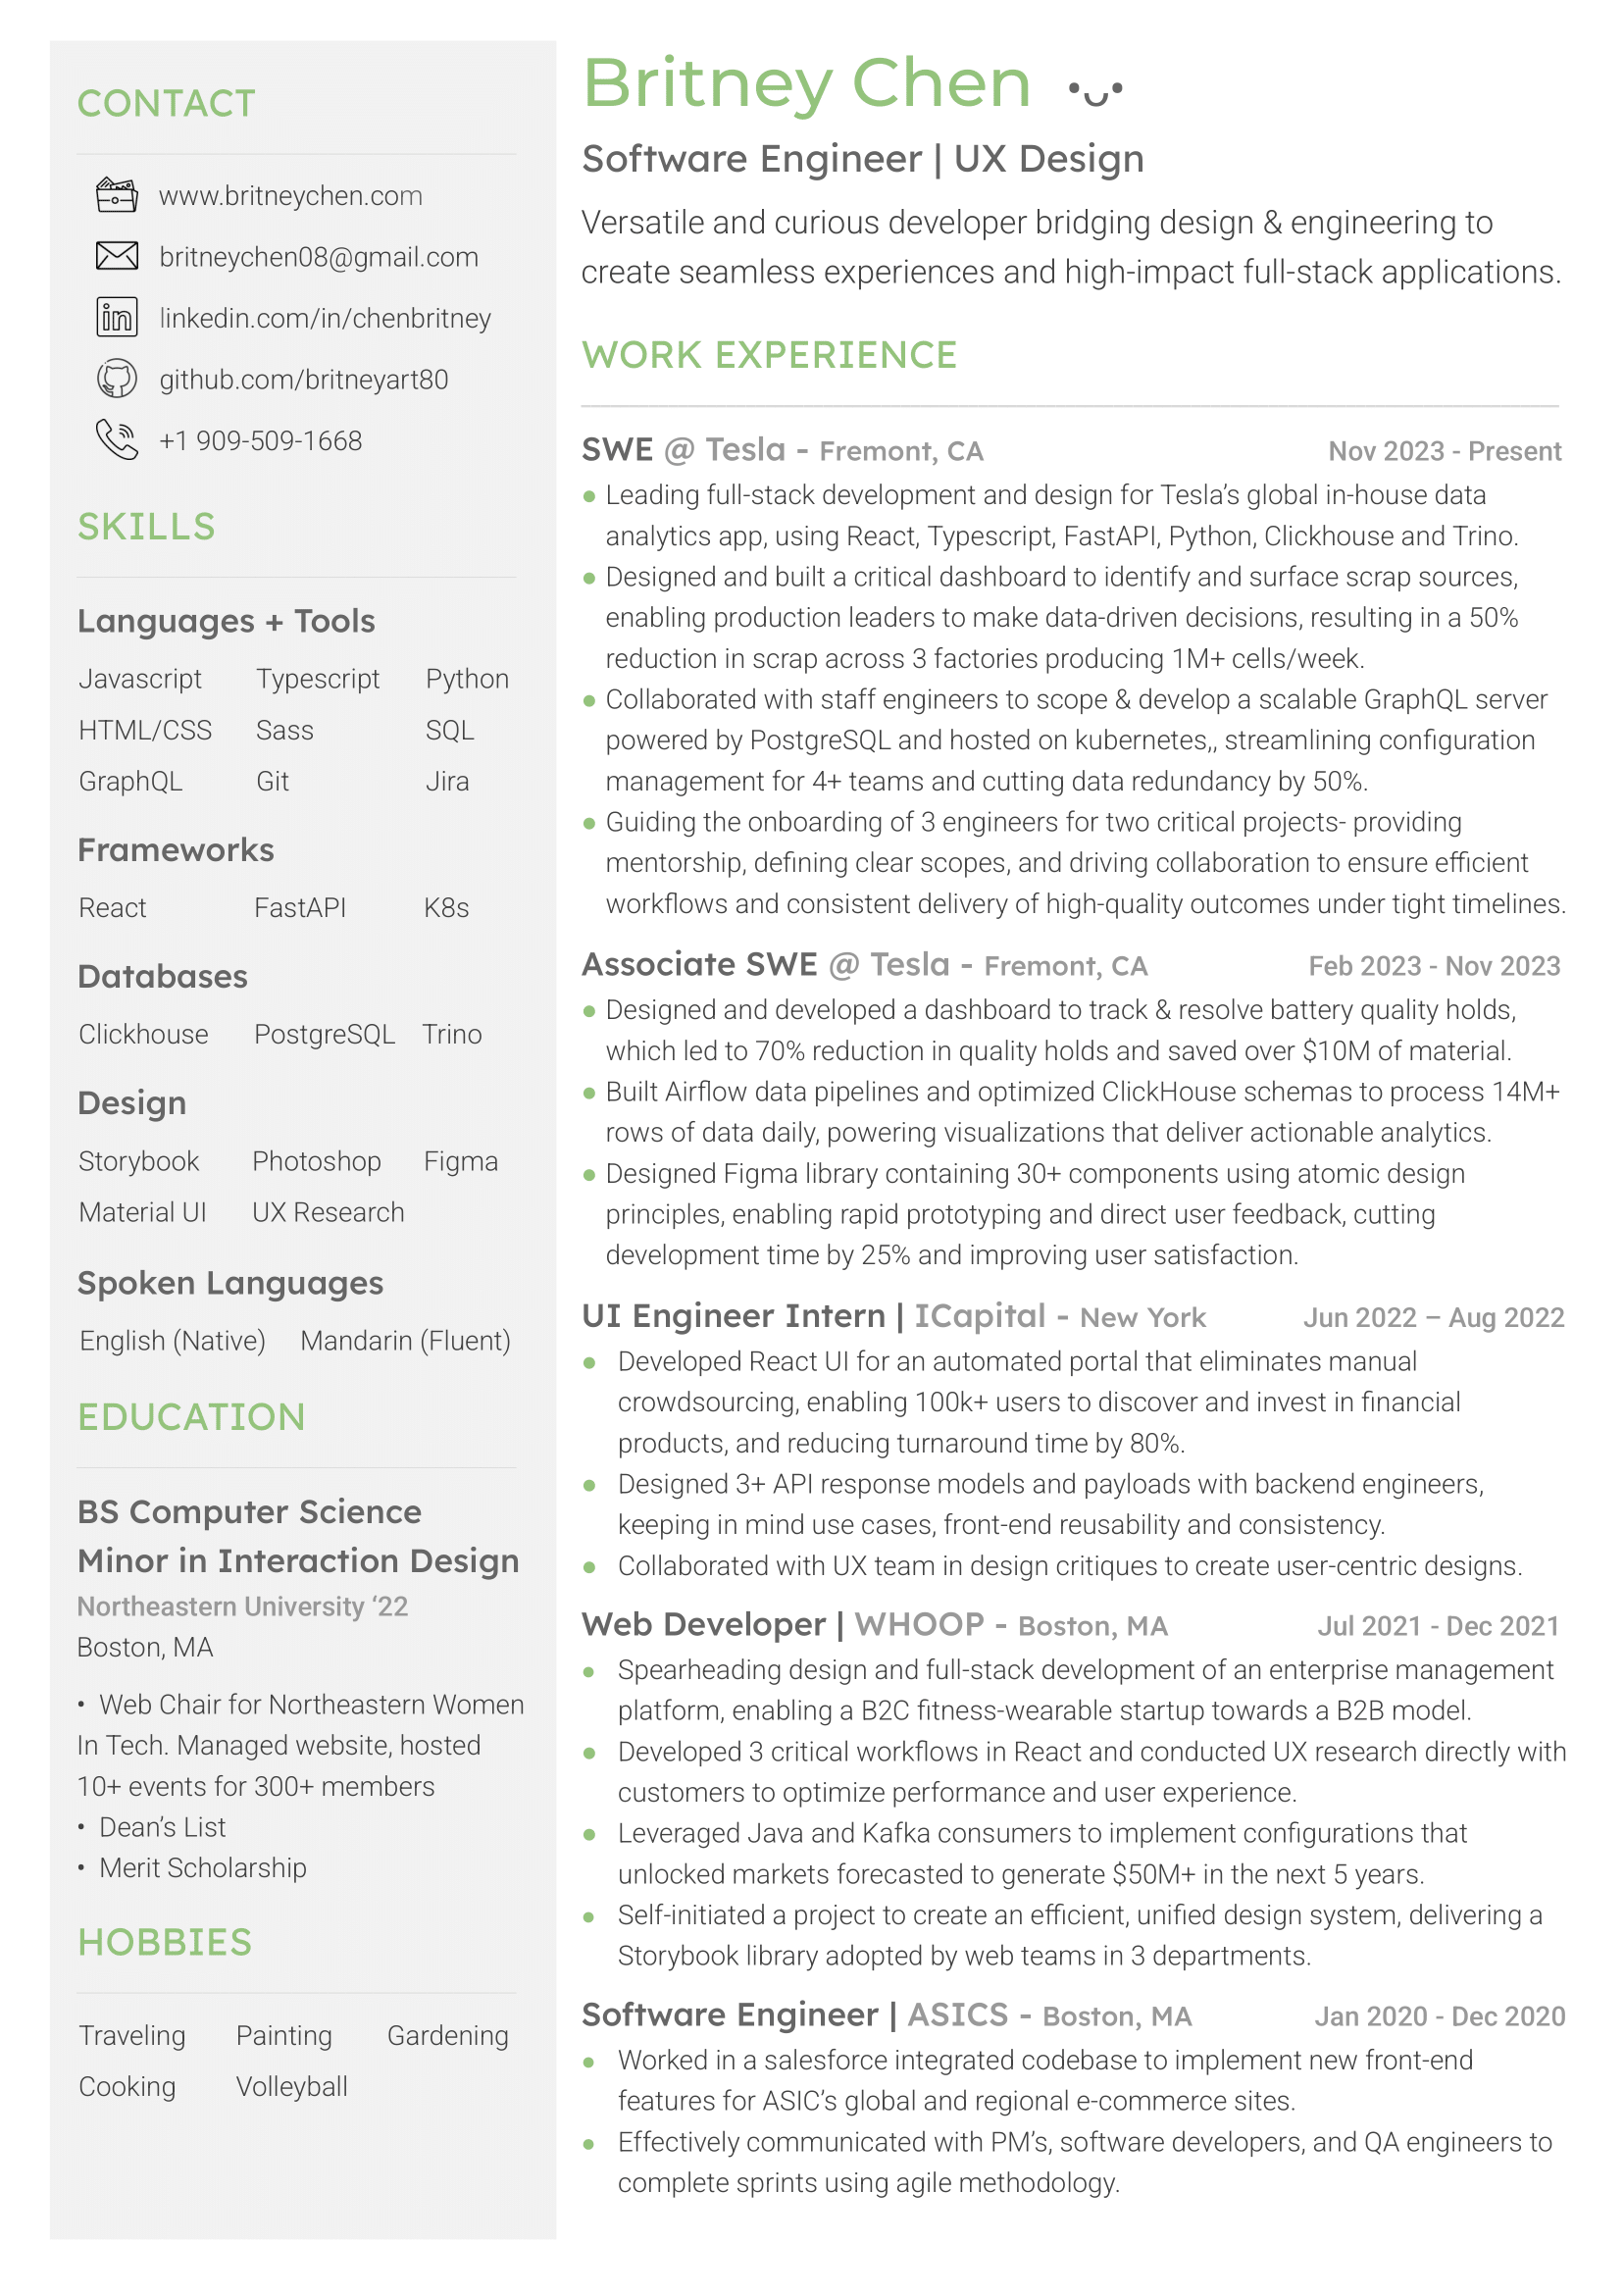 CONTACT
www.britneychen.com
britneychen08@gmail.com
linkedin.com/in/chenbritney
github.com/britneyart80
+1 909-509-1668
SKILLS
Languages + Tools
Javascript Typescript Python
HTML/CSS Sass SQL
GraphQL Git Jira
Frameworks
React FastAPI K8s
Databases
Clickhouse PostgreSQL Trino
Design
Storybook Photoshop Figma
Material UI UX Research
Spoken Languages
English (Native) Mandarin (Fluent)
EDUCATION
BS Computer Science
Minor in Interaction Design
Northeastern University ‘22
Boston, MA
• Web Chair for Northeastern Women
In Tech. Managed website, hosted
10+ events for 300+ members
• Dean’s List
• Merit Scholarship
HOBBIES
Traveling Painting Gardening
Cooking Volleyball
Britney Chen •ᴗ•
Software Engineer | UX Design
Versatile and curious developer bridging design & engineering to
create seamless experiences and high-impact full-stack applications.
WORK EXPERIENCE
SWE @ Tesla - Fremont, CA Nov 2023 - Present
● Leading full-stack development and design for Tesla’s global in-house data
analytics app, using React, Typescript, FastAPI, Python, Clickhouse and Trino.
● Designed and built a critical dashboard to identify and surface scrap sources,
enabling production leaders to make data-driven decisions, resulting in a 50%
reduction in scrap across 3 factories producing 1M+ cells/week.
● Collaborated with staff engineers to scope & develop a scalable GraphQL server
powered by PostgreSQL and hosted on kubernetes,, streamlining configuration
management for 4+ teams and cutting data redundancy by 50%.
● Guiding the onboarding of 3 engineers for two critical projects- providing
mentorship, defining clear scopes, and driving collaboration to ensure efficient
workflows and consistent delivery of high-quality outcomes under tight timelines.
Associate SWE @ Tesla - Fremont, CA Feb 2023 - Nov 2023
● Designed and developed a dashboard to track & resolve battery quality holds,
which led to 70% reduction in quality holds and saved over $10M of material.
● Built Airflow data pipelines and optimized ClickHouse schemas to process 14M+
rows of data daily, powering visualizations that deliver actionable analytics.
● Designed Figma library containing 30+ components using atomic design
principles, enabling rapid prototyping and direct user feedback, cutting
development time by 25% and improving user satisfaction.
UI Engineer Intern | ICapital - New York Jun 2022 – Aug 2022
● Developed React UI for an automated portal that eliminates manual
crowdsourcing, enabling 100k+ users to discover and invest in financial
products, and reducing turnaround time by 80%.
● Designed 3+ API response models and payloads with backend engineers,
keeping in mind use cases, front-end reusability and consistency.
● Collaborated with UX team in design critiques to create user-centric designs.
Web Developer | WHOOP - Boston, MA Jul 2021 - Dec 2021
● Spearheading design and full-stack development of an enterprise management
platform, enabling a B2C fitness-wearable startup towards a B2B model.
● Developed 3 critical workflows in React and conducted UX research directly with
customers to optimize performance and user experience.
● Leveraged Java and Kafka consumers to implement configurations that
unlocked markets forecasted to generate $50M+ in the next 5 years.
● Self-initiated a project to create an efficient, unified design system, delivering a
Storybook library adopted by web teams in 3 departments.
Software Engineer | ASICS - Boston, MA Jan 2020 - Dec 2020
● Worked in a salesforce integrated codebase to implement new front-end
features for ASIC’s global and regional e-commerce sites.
● Effectively communicated with PM’s, software developers, and QA engineers to
complete sprints using agile methodology.